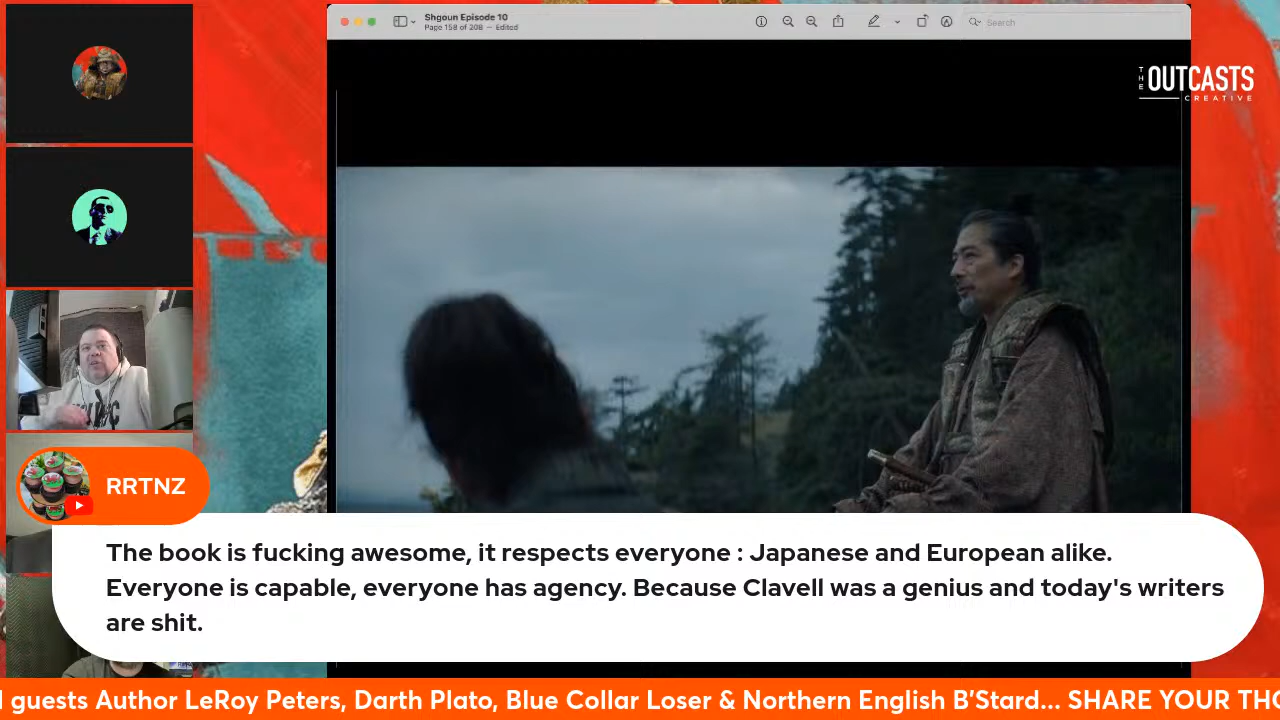 Shgoun Episode 10
Page 158 of 208 — Edited
Search
THE OUTCASTS
CREATIVE
RRTNZ
The book is fucking awesome, it respects everyone : Japanese and European alike.
Everyone is capable, everyone has agency. Because Clavell was a genius and today's writers
are shit.
guests Author LeRoy Peters, Darth Plato, Blue Collar Loser & Northern English B'Stard... SHARE YOUR THO